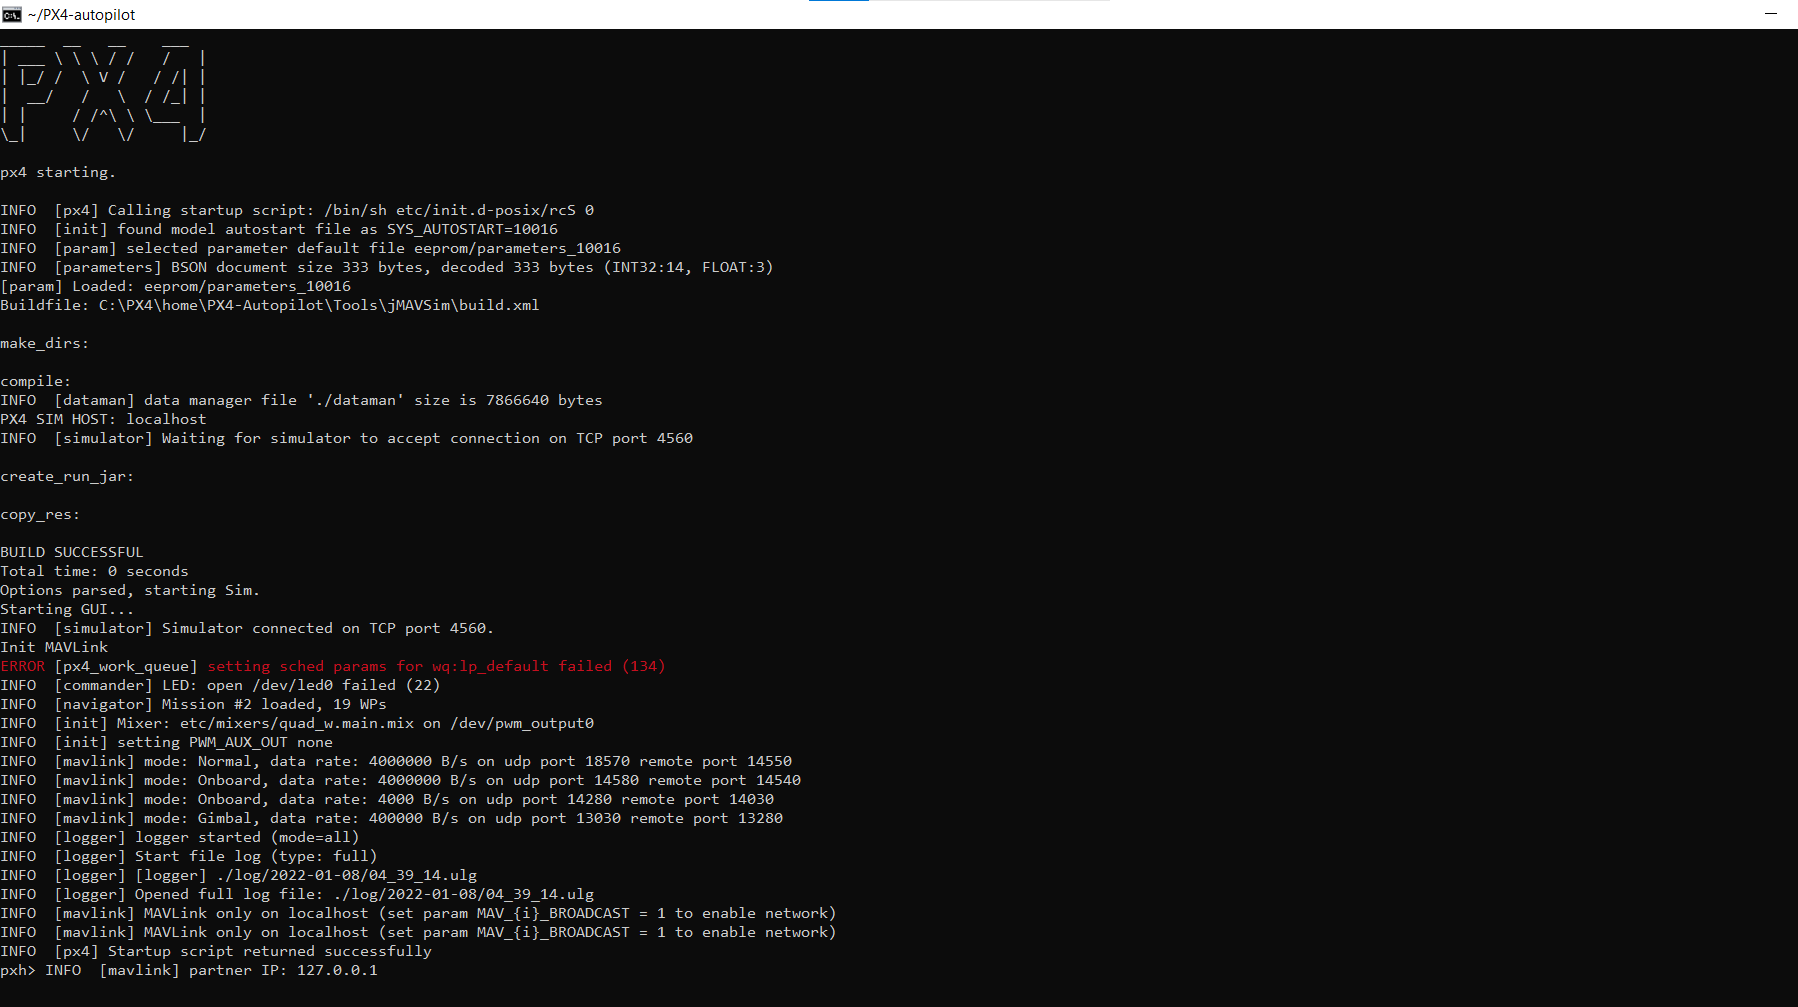 ~/PX4-autopilot
______  __   __    ___
| ___ \ \ \ / /   /   |
| |_/ /  \ V /   / /| |
|  __/   /   \  / /_| |
| |     / /^\ \ \___  |
\_|     \/   \/     |_/
px4 starting.
INFO  [px4] Calling startup script: /bin/sh etc/init.d-posix/rcS 0
INFO  [init] found model autostart file as SYS_AUTOSTART=10016
INFO  [param] selected parameter default file eeprom/parameters_10016
INFO  [parameters] BSON document size 333 bytes, decoded 333 bytes (INT32:14, FLOAT:3)
[param] Loaded: eeprom/parameters_10016
Buildfile: C:\PX4\home\PX4-Autopilot\Tools\jMAVSim\build.xml
make_dirs:
compile:
INFO  [dataman] data manager file './dataman' size is 7866640 bytes
PX4 SIM HOST: localhost
INFO  [simulator] Waiting for simulator to accept connection on TCP port 4560
create_run_jar:
copy_res:
BUILD SUCCESSFUL
Total time: 0 seconds
Options parsed, starting Sim.
Starting GUI...
INFO  [simulator] Simulator connected on TCP port 4560.
Init MAVLink
ERROR [px4_work_queue] setting sched params for wq:lp_default failed (134)
INFO  [commander] LED: open /dev/led0 failed (22)
INFO  [navigator] Mission #2 loaded, 19 WPs
INFO  [init] Mixer: etc/mixers/quad_w.main.mix on /dev/pwm_output0
INFO  [init] setting PWM_AUX_OUT none
INFO  [mavlink] mode: Normal, data rate: 4000000 B/s on udp port 18570 remote port 14550
INFO  [mavlink] mode: Onboard, data rate: 4000000 B/s on udp port 14580 remote port 14540
INFO  [mavlink] mode: Onboard, data rate: 4000 B/s on udp port 14280 remote port 14030
INFO  [mavlink] mode: Gimbal, data rate: 400000 B/s on udp port 13030 remote port 13280
INFO  [logger] logger started (mode=all)
INFO  [logger] Start file log (type: full)
INFO  [logger] [logger] ./log/2022-01-08/04_39_14.ulg
INFO  [logger] Opened full log file: ./log/2022-01-08/04_39_14.ulg
INFO  [mavlink] MAVLink only on localhost (set param MAV_{i}_BROADCAST = 1 to enable network)
INFO  [mavlink] MAVLink only on localhost (set param MAV_{i}_BROADCAST = 1 to enable network)
INFO  [px4] Startup script returned successfully
pxh> INFO  [mavlink] partner IP: 127.0.0.1